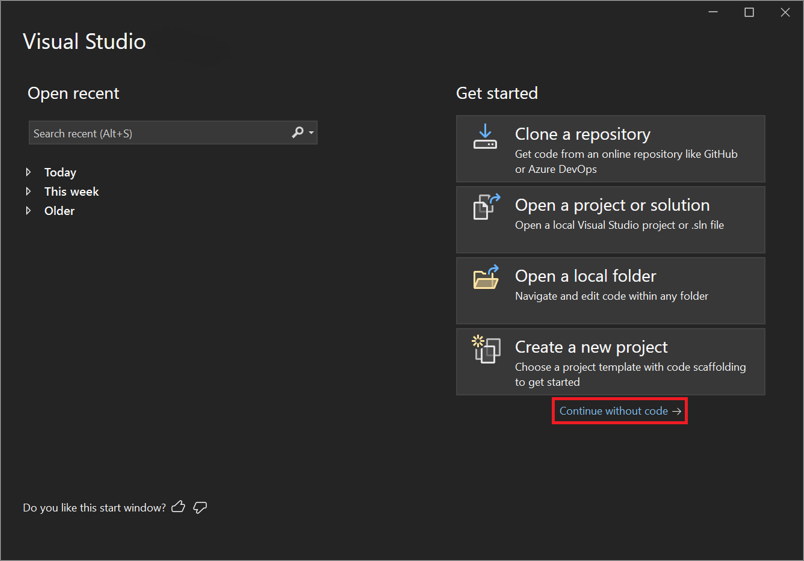 Visual Studio
Open recent
Search recent (Alt+S)
Today
This week
Older
Get started
Clone a repository
Get code from an online repository like GitHub
or Azure DevOps
Open a project or solution
Open a local Visual Studio project or .sln file
Open a local folder
Navigate and edit code within any folder
Create a new project
Choose a project template with code scaffolding
to get started
Continue without code →
Do you like this start window?